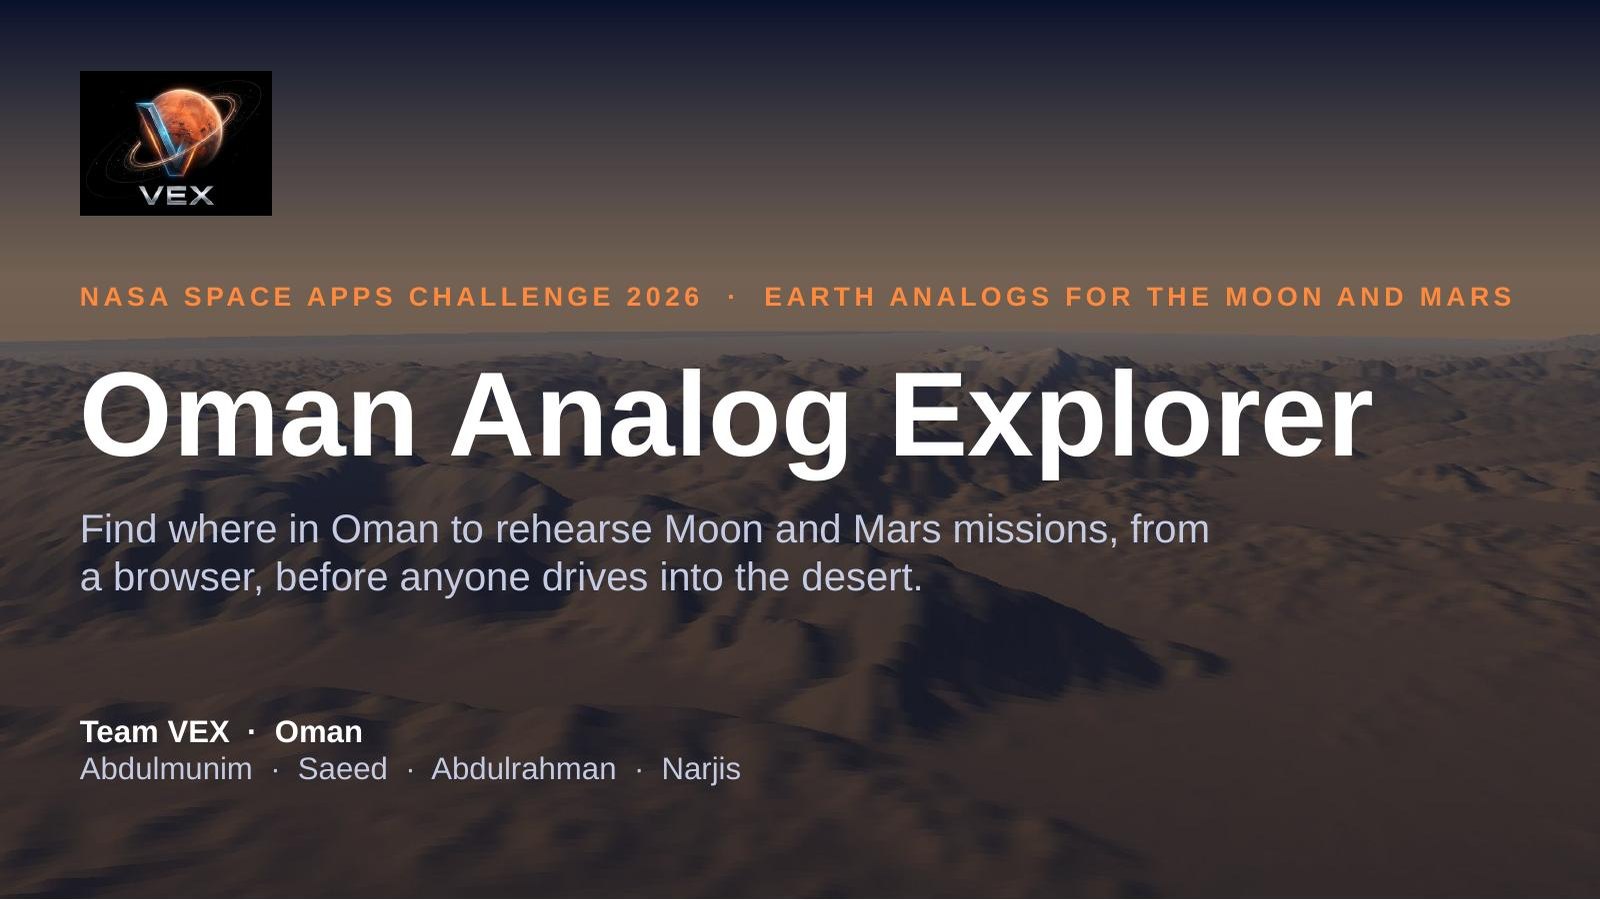 VEX
NASA SPACE APPS CHALLENGE 2026 · EARTH ANALOGS FOR THE MOON AND MARS
Oman Analog Explorer
Find where in Oman to rehearse Moon and Mars missions, from
a browser, before anyone drives into the desert.
Team VEX · Oman
Abdulmunim · Saeed · Abdulrahman · Narjis